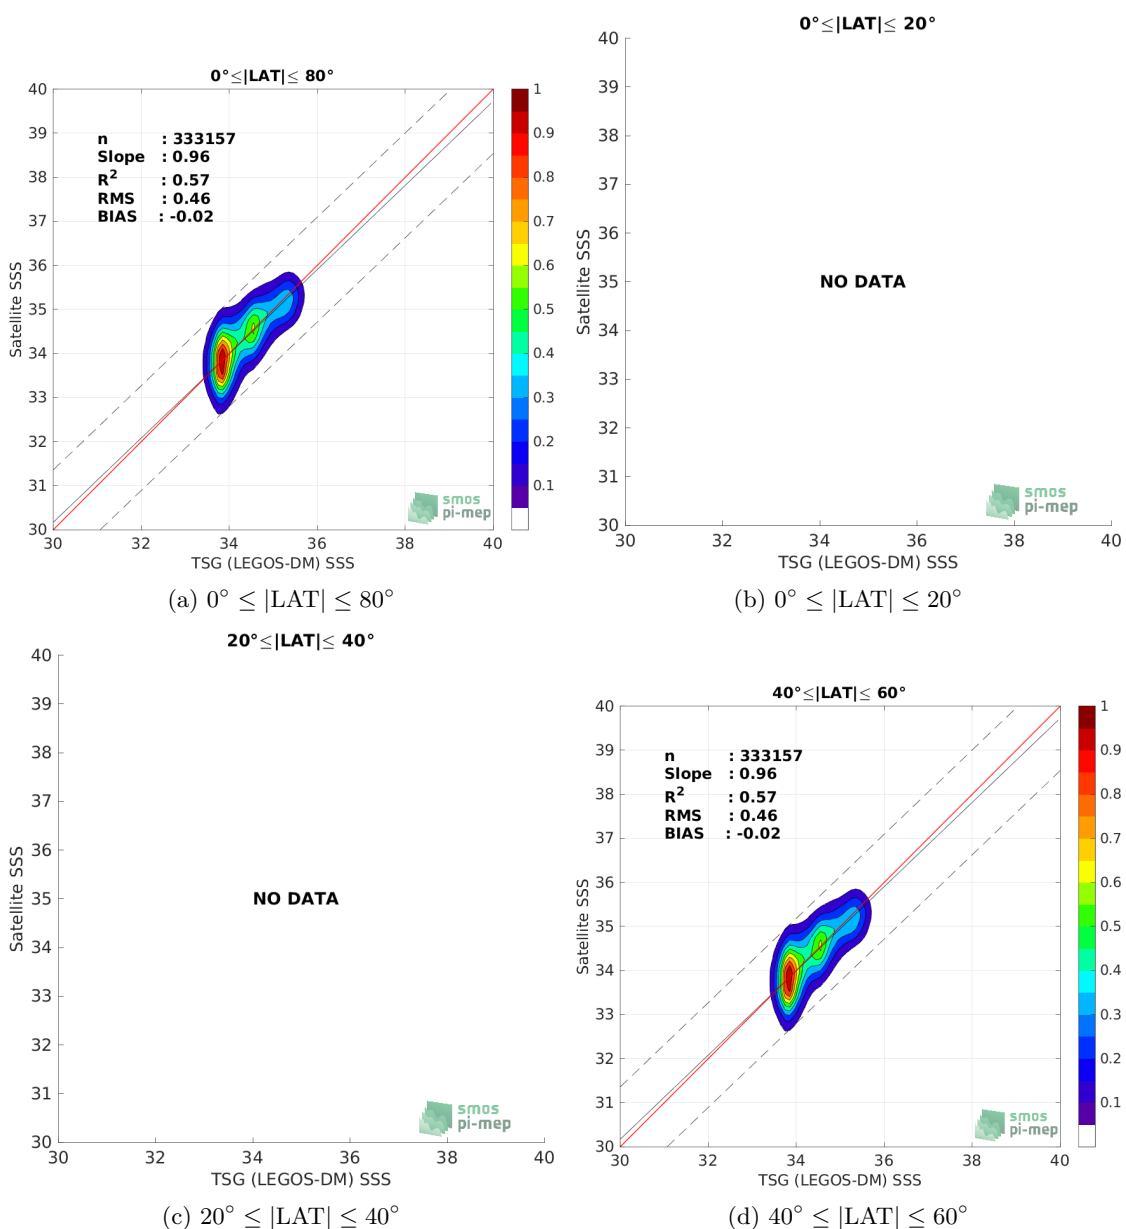 0°≤|LAT|≤ 80°
40
39
38
37
36
35
34
33
32
31
30
Satellite SSS
n : 333157
Slope : 0.96
R² : 0.57
RMS : 0.46
BIAS : -0.02
1
0.9
0.8
0.7
0.6
0.5
0.4
0.3
0.2
0.1
smos
pi-mep
30 32 34 36 38 40
TSG (LEGOS-DM) SSS
(a) 0° ≤ |LAT| ≤ 80°
0°≤|LAT|≤ 20°
40
39
38
37
36
35
34
33
32
31
30
Satellite SSS
NO DATA
smos
pi-mep
30 32 34 36 38 40
TSG (LEGOS-DM) SSS
(b) 0° ≤ |LAT| ≤ 20°
20°≤|LAT|≤ 40°
40
39
38
37
36
35
34
33
32
31
30
Satellite SSS
NO DATA
smos
pi-mep
30 32 34 36 38 40
TSG (LEGOS-DM) SSS
(c) 20° ≤ |LAT| ≤ 40°
40°≤|LAT|≤ 60°
40
39
38
37
36
35
34
33
32
31
30
Satellite SSS
n : 333157
Slope : 0.96
R² : 0.57
RMS : 0.46
BIAS : -0.02
1
0.9
0.8
0.7
0.6
0.5
0.4
0.3
0.2
0.1
smos
pi-mep
30 32 34 36 38 40
TSG (LEGOS-DM) SSS
(d) 40° ≤ |LAT| ≤ 60°